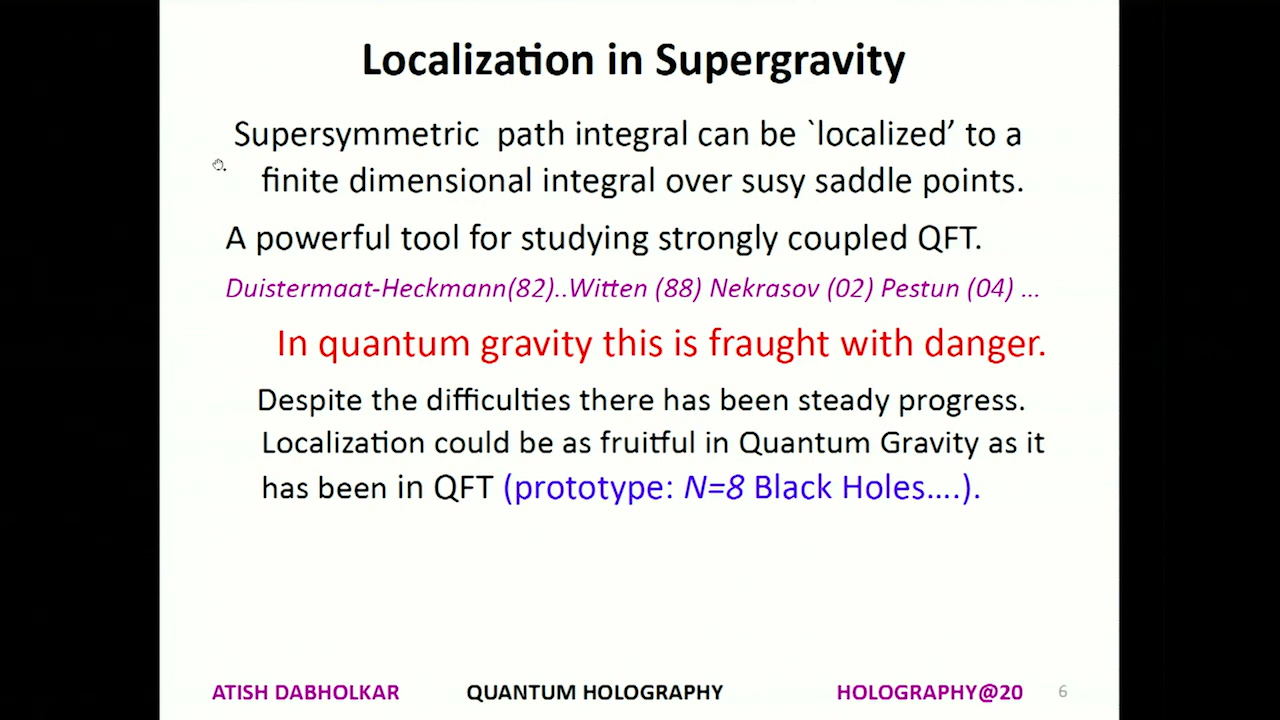 Localization in Supergravity
Supersymmetric path integral can be `localized’ to a
finite dimensional integral over susy saddle points.
A powerful tool for studying strongly coupled QFT.
Duistermaat-Heckmann(82)..Witten (88) Nekrasov (02) Pestun (04) ...
In quantum gravity this is fraught with danger.
Despite the difficulties there has been steady progress.
Localization could be as fruitful in Quantum Gravity as it
has been in QFT (prototype: N=8 Black Holes....).
ATISH DABHOLKAR QUANTUM HOLOGRAPHY HOLOGRAPHY@20 6